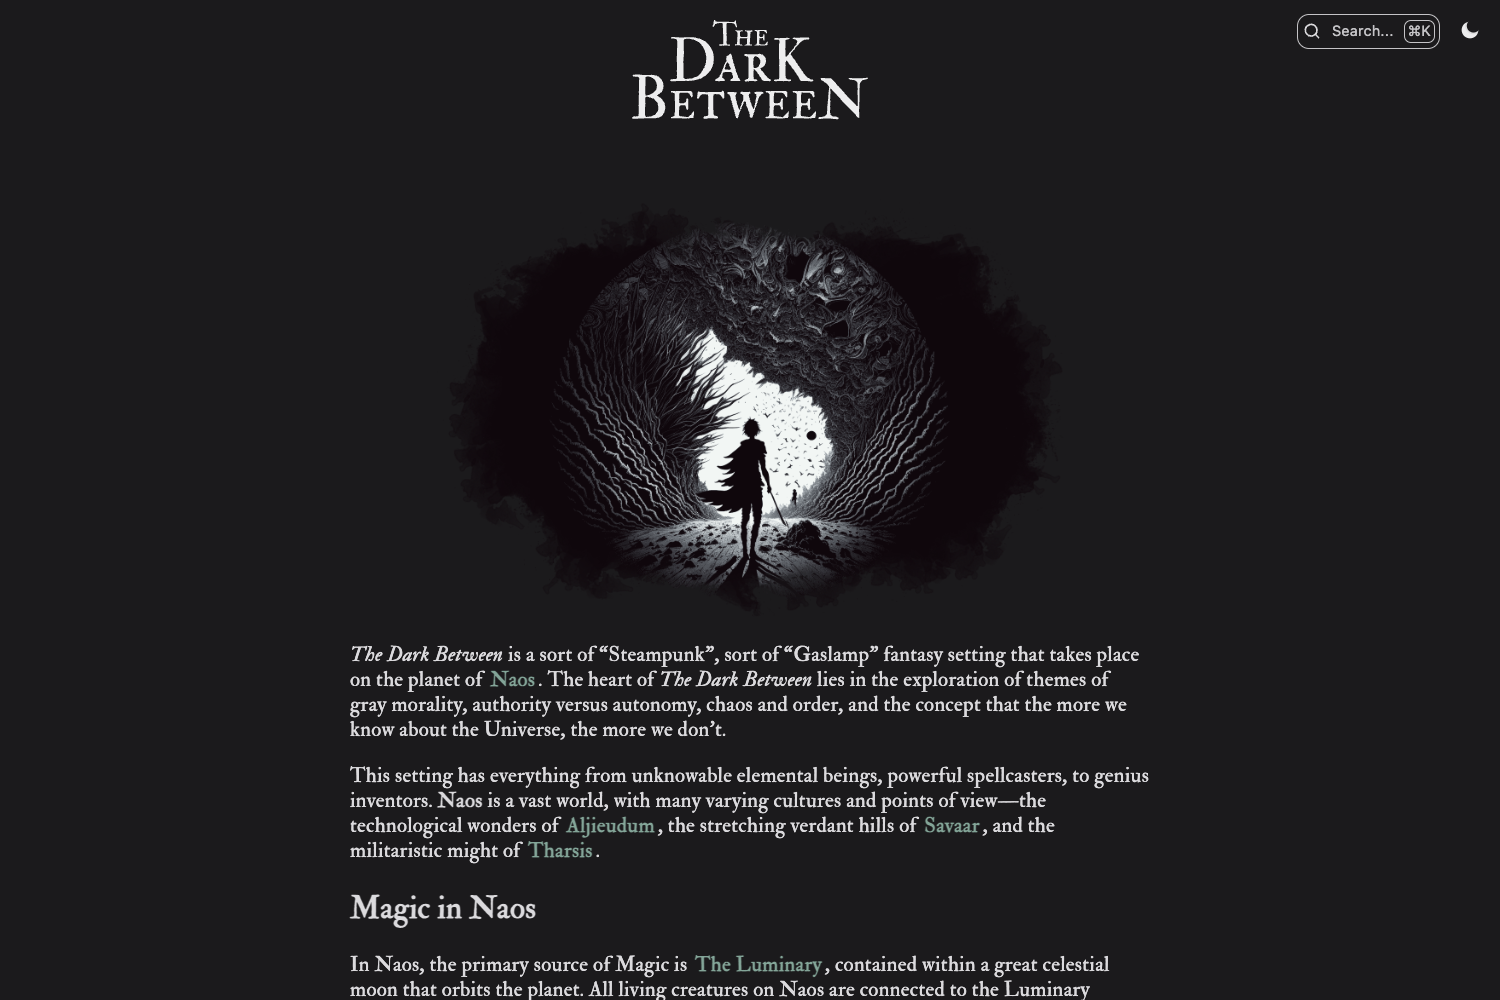 The
Dark
Between
Search...
⌘K
The Dark Between is a sort of “Steampunk”, sort of “Gaslamp” fantasy setting that takes place
on the planet of Naos. The heart of The Dark Between lies in the exploration of themes of
gray morality, authority versus autonomy, chaos and order, and the concept that the more we
know about the Universe, the more we don’t.
This setting has everything from unknowable elemental beings, powerful spellcasters, to genius
inventors. Naos is a vast world, with many varying cultures and points of view—the
technological wonders of Aljieudum, the stretching verdant hills of Savaar, and the
militaristic might of Tharsis.
Magic in Naos
In Naos, the primary source of Magic is The Luminary, contained within a great celestial
moon that orbits the planet. All living creatures on Naos are connected to the Luminary